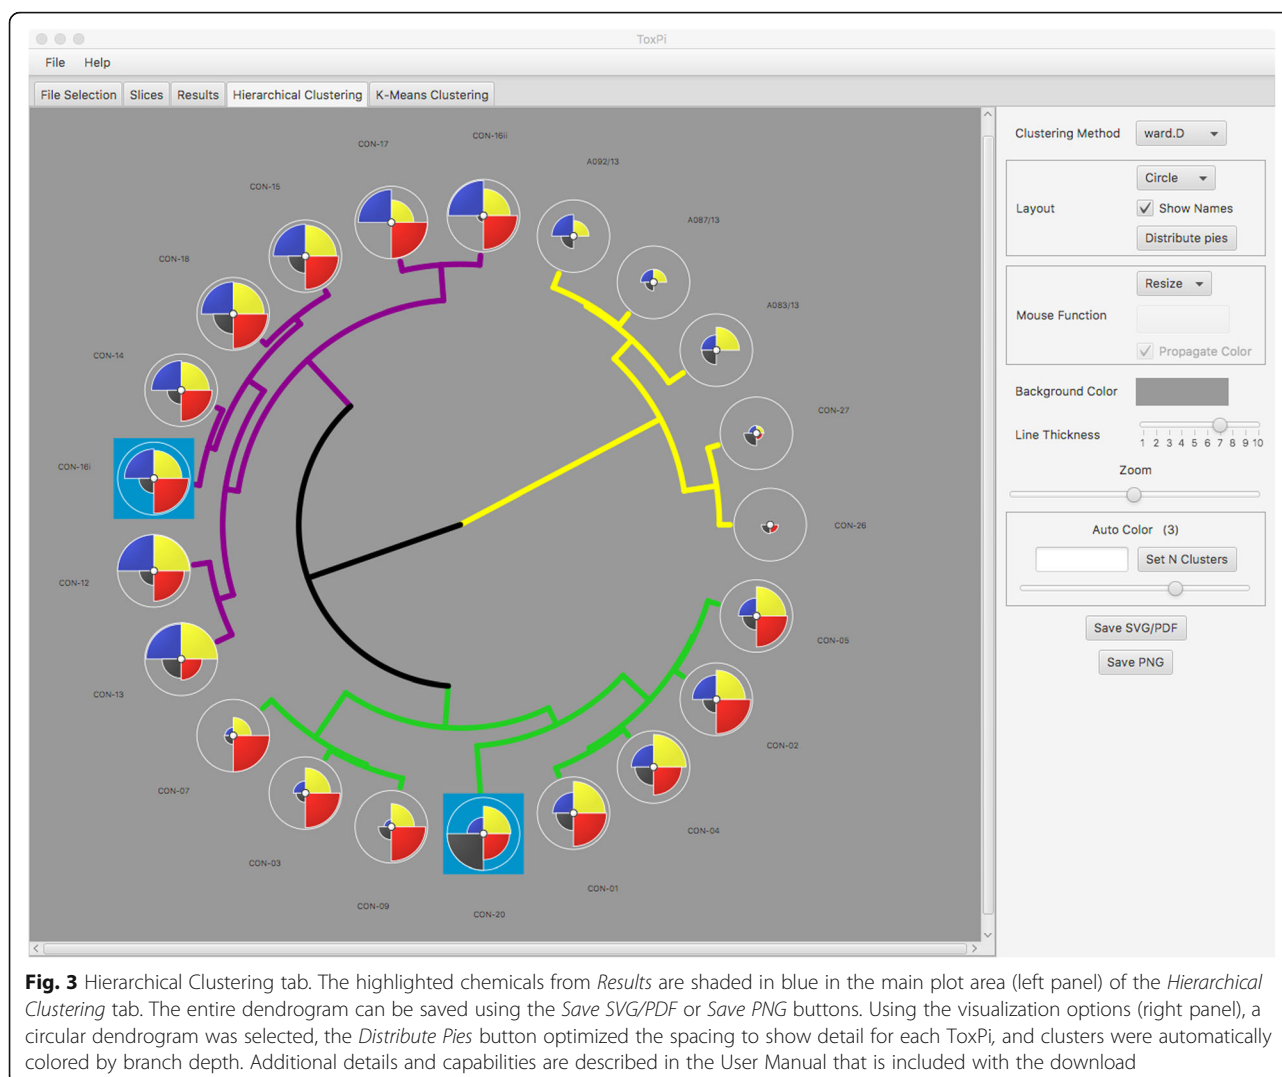 ToxPi
File Help
File Selection Slices Results Hierarchical Clustering K-Means Clustering
CON-16ii
CON-17
A092/13
CON-15
A087/13
CON-18
A083/13
CON-14
CON-27
CON-16i
CON-26
CON-12
CON-05
CON-13
CON-02
CON-07
CON-04
CON-03
CON-01
CON-09
CON-20
Clustering Method ward.D
Circle
Layout Show Names
Distribute pies
Resize
Mouse Function
Propagate Color
Background Color
Line Thickness
1 2 3 4 5 6 7 8 9 10
Zoom
Auto Color (3)
Set N Clusters
Save SVG/PDF
Save PNG
Fig. 3 Hierarchical Clustering tab. The highlighted chemicals from Results are shaded in blue in the main plot area (left panel) of the Hierarchical
Clustering tab. The entire dendrogram can be saved using the Save SVG/PDF or Save PNG buttons. Using the visualization options (right panel), a
circular dendrogram was selected, the Distribute Pies button optimized the spacing to show detail for each ToxPi, and clusters were automatically
colored by branch depth. Additional details and capabilities are described in the User Manual that is included with the download